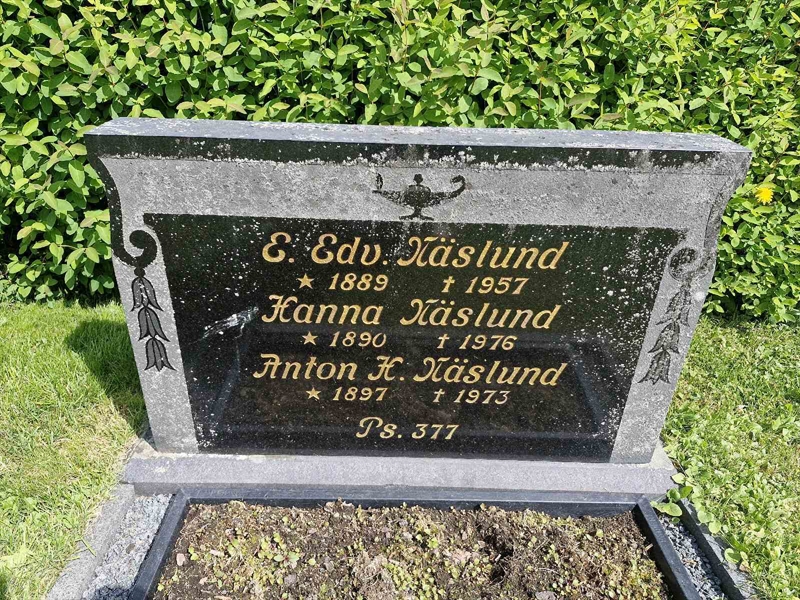 E. Edv. Näslund
★ 1889 † 1957
Hanna Näslund
★ 1890 † 1976
Anton H. Näslund
★ 1897 † 1973
Ps. 377